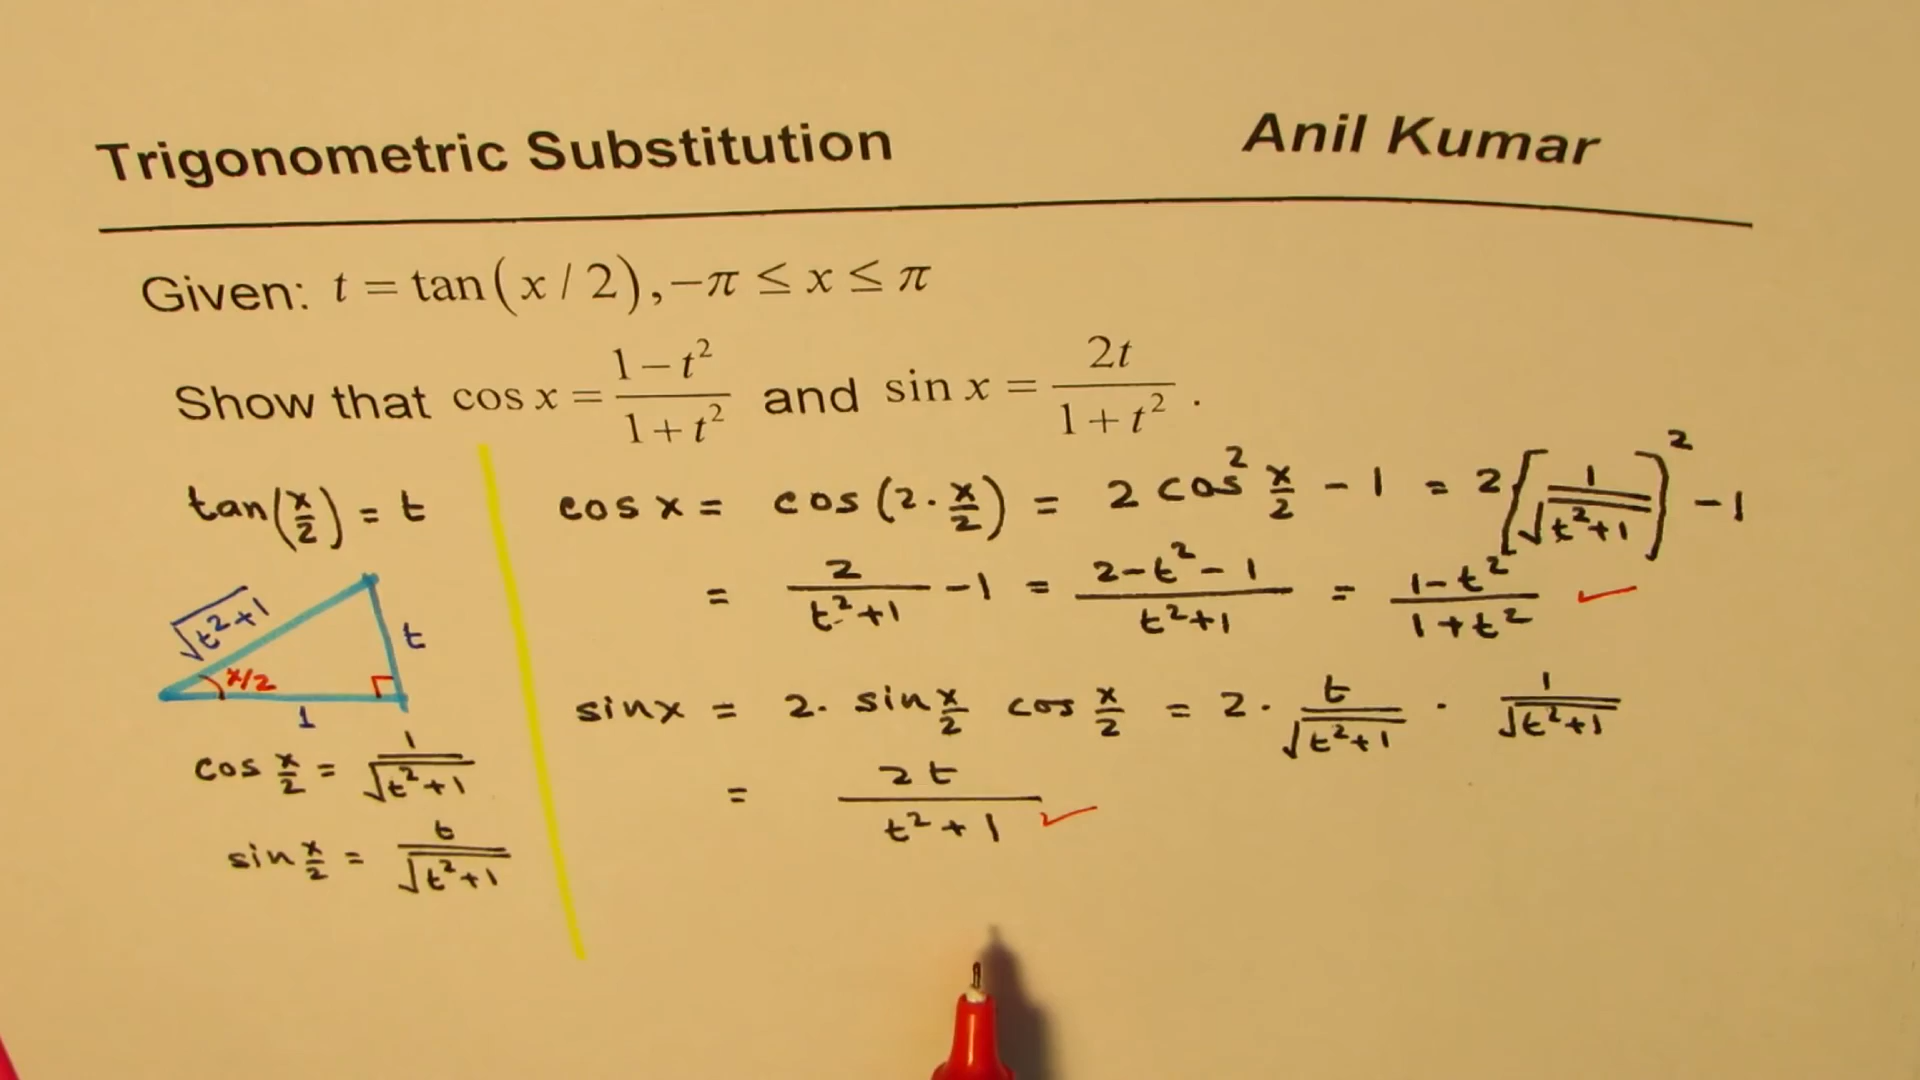 Trigonometric Substitution Anil Kumar
Given: t = tan(x / 2), −π ≤ x ≤ π
Show that cos x = (1 − t²)/(1 + t²) and sin x = 2t/(1 + t²) .
tan(x/2) = t
√(t²+1)
t
x/2
1
cos x/2 = 1/√(t²+1)
sin x/2 = t/√(t²+1)
cos x = cos (2 · x/2) = 2 cos² x/2 − 1 = 2[1/√(t²+1)]² − 1
= 2/(t²+1) − 1 = (2 − t² − 1)/(t²+1) = (1 − t²)/(1 + t²) ✓
sin x = 2 · sin x/2 cos x/2 = 2 · t/√(t²+1) · 1/√(t²+1)
= 2t/(t² + 1) ✓